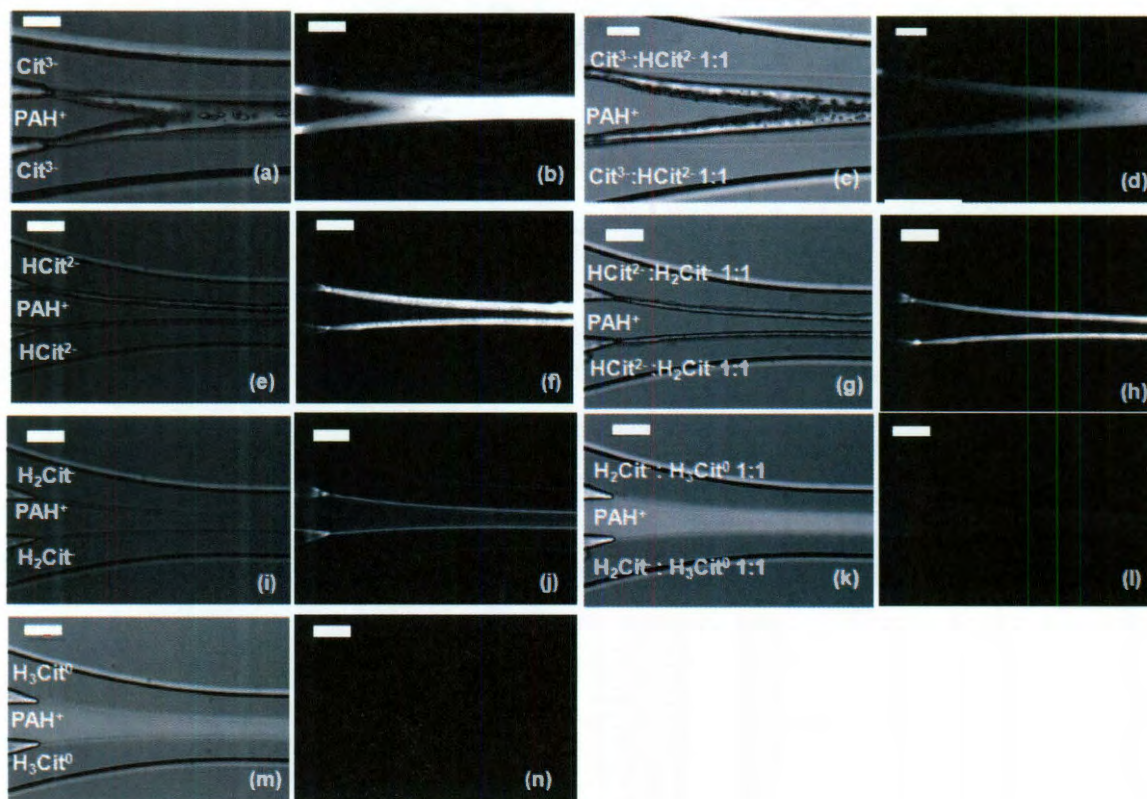 Cit³⁻
PAH⁺
Cit³⁻
(a)
(b)
Cit³⁻:HCit²⁻ 1:1
PAH⁺
Cit³⁻:HCit²⁻ 1:1
(c)
(d)
HCit²⁻
PAH⁺
HCit²⁻
(e)
(f)
HCit²⁻:H₂Cit⁻ 1:1
PAH⁺
HCit²⁻:H₂Cit⁻ 1:1
(g)
(h)
H₂Cit⁻
PAH⁺
H₂Cit⁻
(i)
(j)
H₂Cit⁻: H₃Cit⁰ 1:1
PAH⁺
H₂Cit⁻: H₃Cit⁰ 1:1
(k)
(l)
H₃Cit⁰
PAH⁺
H₃Cit⁰
(m)
(n)